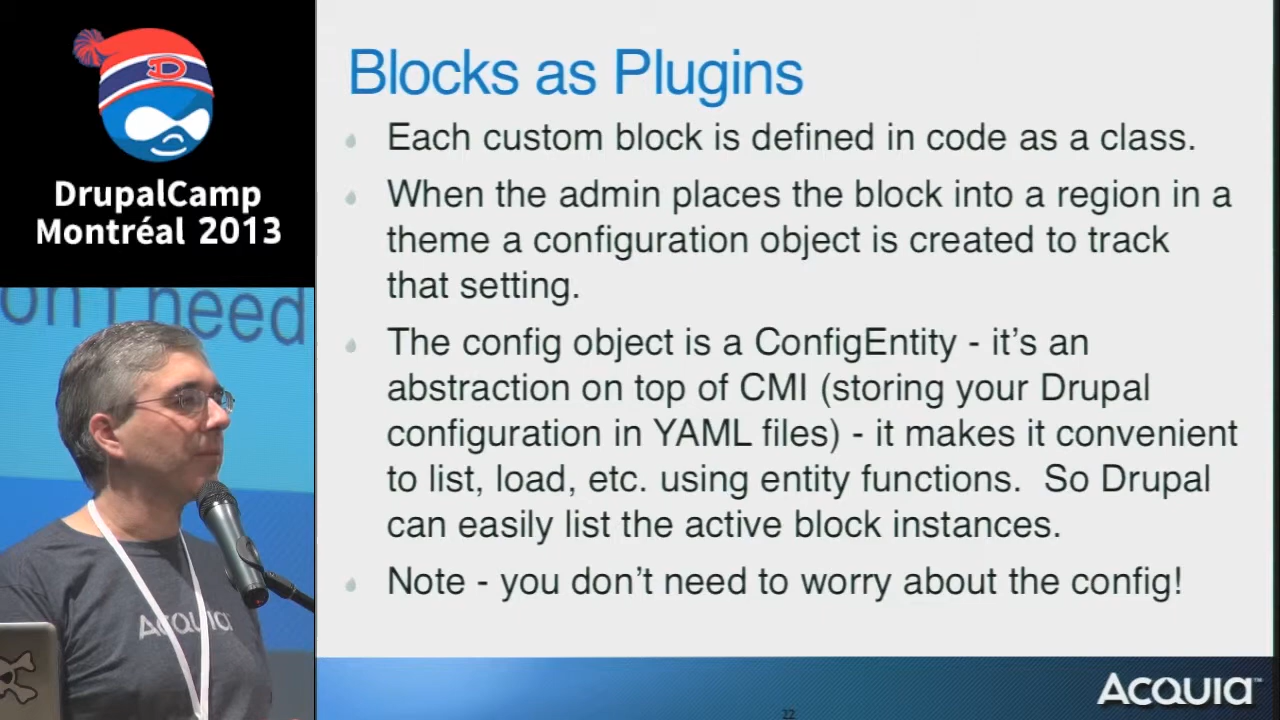 DrupalCamp
Montréal 2013
on't need
ACQUIA
Blocks as Plugins
Each custom block is defined in code as a class.
When the admin places the block into a region in a
theme a configuration object is created to track
that setting.
The config object is a ConfigEntity - it's an
abstraction on top of CMI (storing your Drupal
configuration in YAML files) - it makes it convenient
to list, load, etc. using entity functions.  So Drupal
can easily list the active block instances.
Note - you don't need to worry about the config!
22
ACQUIA™